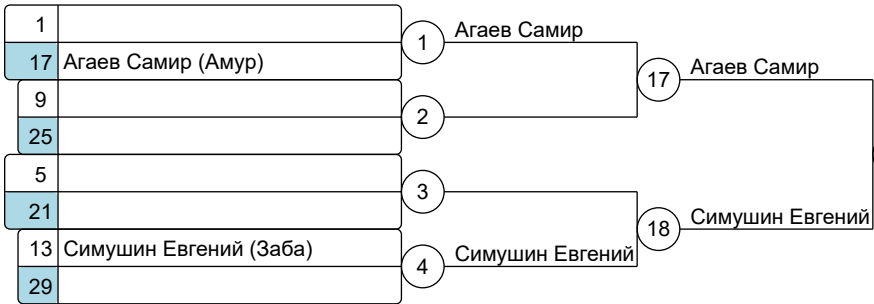 1
17 Агаев Самир (Амур)
1
Агаев Самир
9
25
2
17
Агаев Самир
5
21
3
13 Симушин Евгений (Заба)
29
4
Симушин Евгений
18
Симушин Евгений